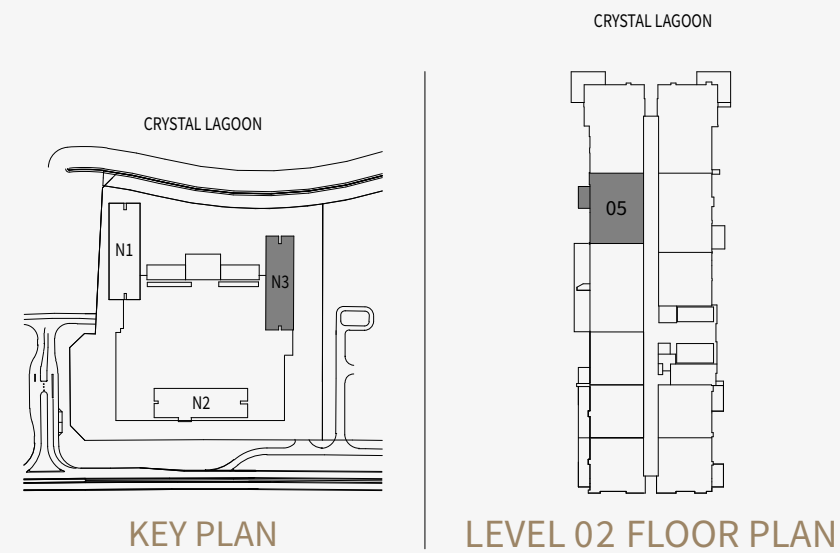 CRYSTAL LAGOON
N1
N3
N2
KEY PLAN
CRYSTAL LAGOON
05
LEVEL 02 FLOOR PLAN